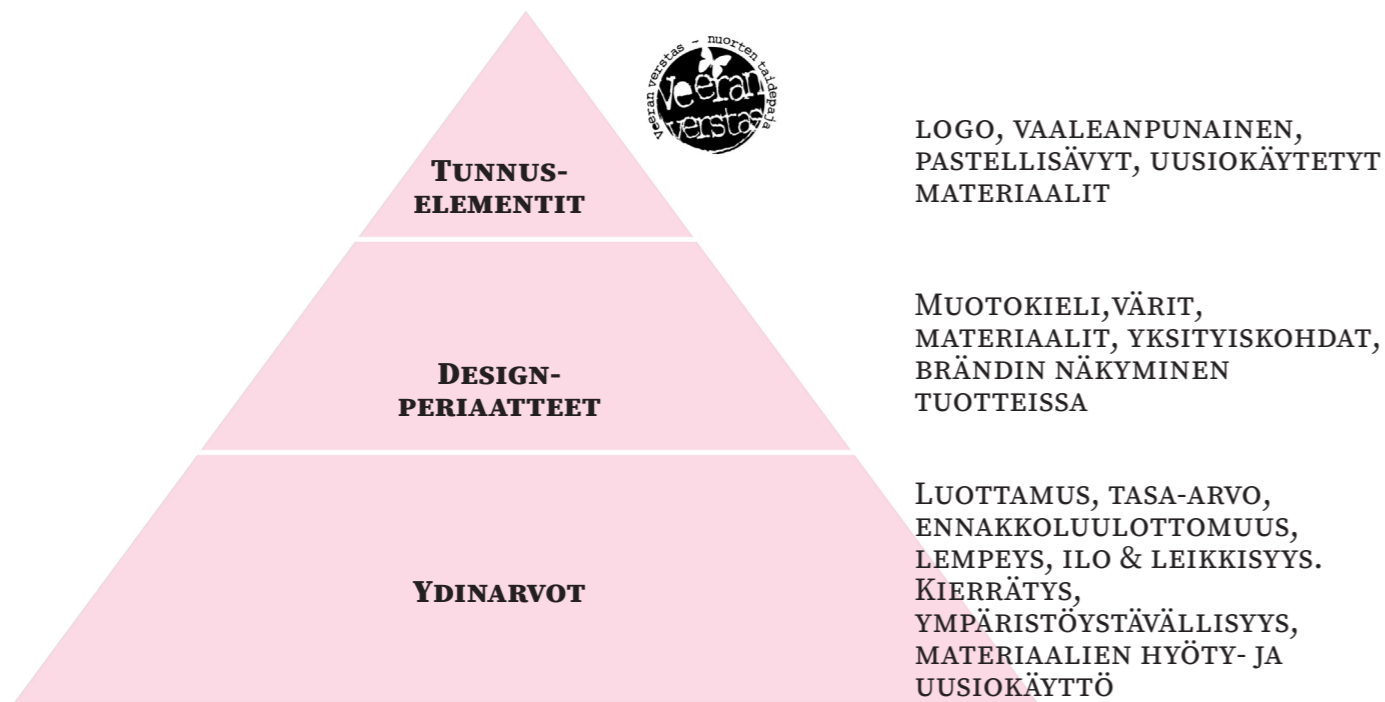 Veeran verstas – nuorten taidepaja
Veeran
verstas
Tunnus-
elementit
logo, vaaleanpunainen,
pastellisävyt, uusiokäytetyt
materiaalit
Design-
periaatteet
Muotokieli,värit,
materiaalit, yksityiskohdat,
brändin näkyminen
tuotteissa
Ydinarvot
Luottamus, tasa-arvo,
ennakkoluulottomuus,
lempeys, ilo & leikkisyys.
Kierrätys,
ympäristöystävällisyys,
materiaalien hyöty- ja
uusiokäyttö